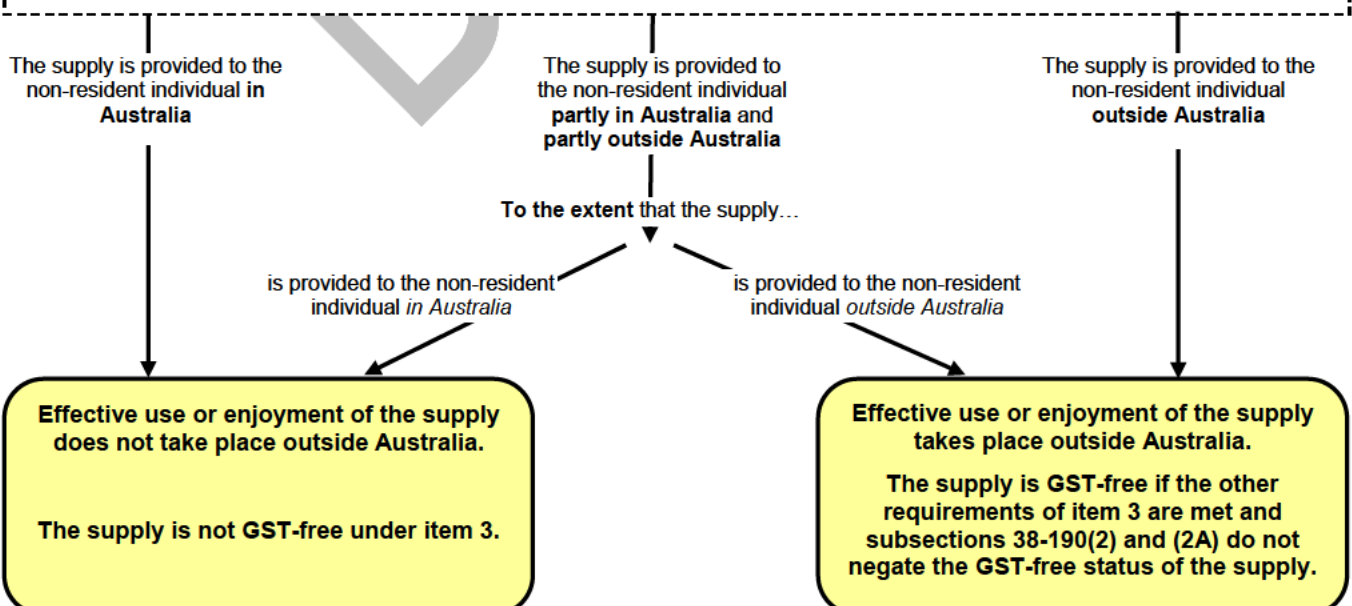 The supply is provided to the
non-resident individual in
Australia
The supply is provided to
the non-resident individual
partly in Australia and
partly outside Australia
The supply is provided to the
non-resident individual
outside Australia
To the extent that the supply…
is provided to the non-resident
individual in Australia
is provided to the non-resident
individual outside Australia
Effective use or enjoyment of the supply
does not take place outside Australia.
The supply is not GST-free under item 3.
Effective use or enjoyment of the supply
takes place outside Australia.
The supply is GST-free if the other
requirements of item 3 are met and
subsections 38-190(2) and (2A) do not
negate the GST-free status of the supply.